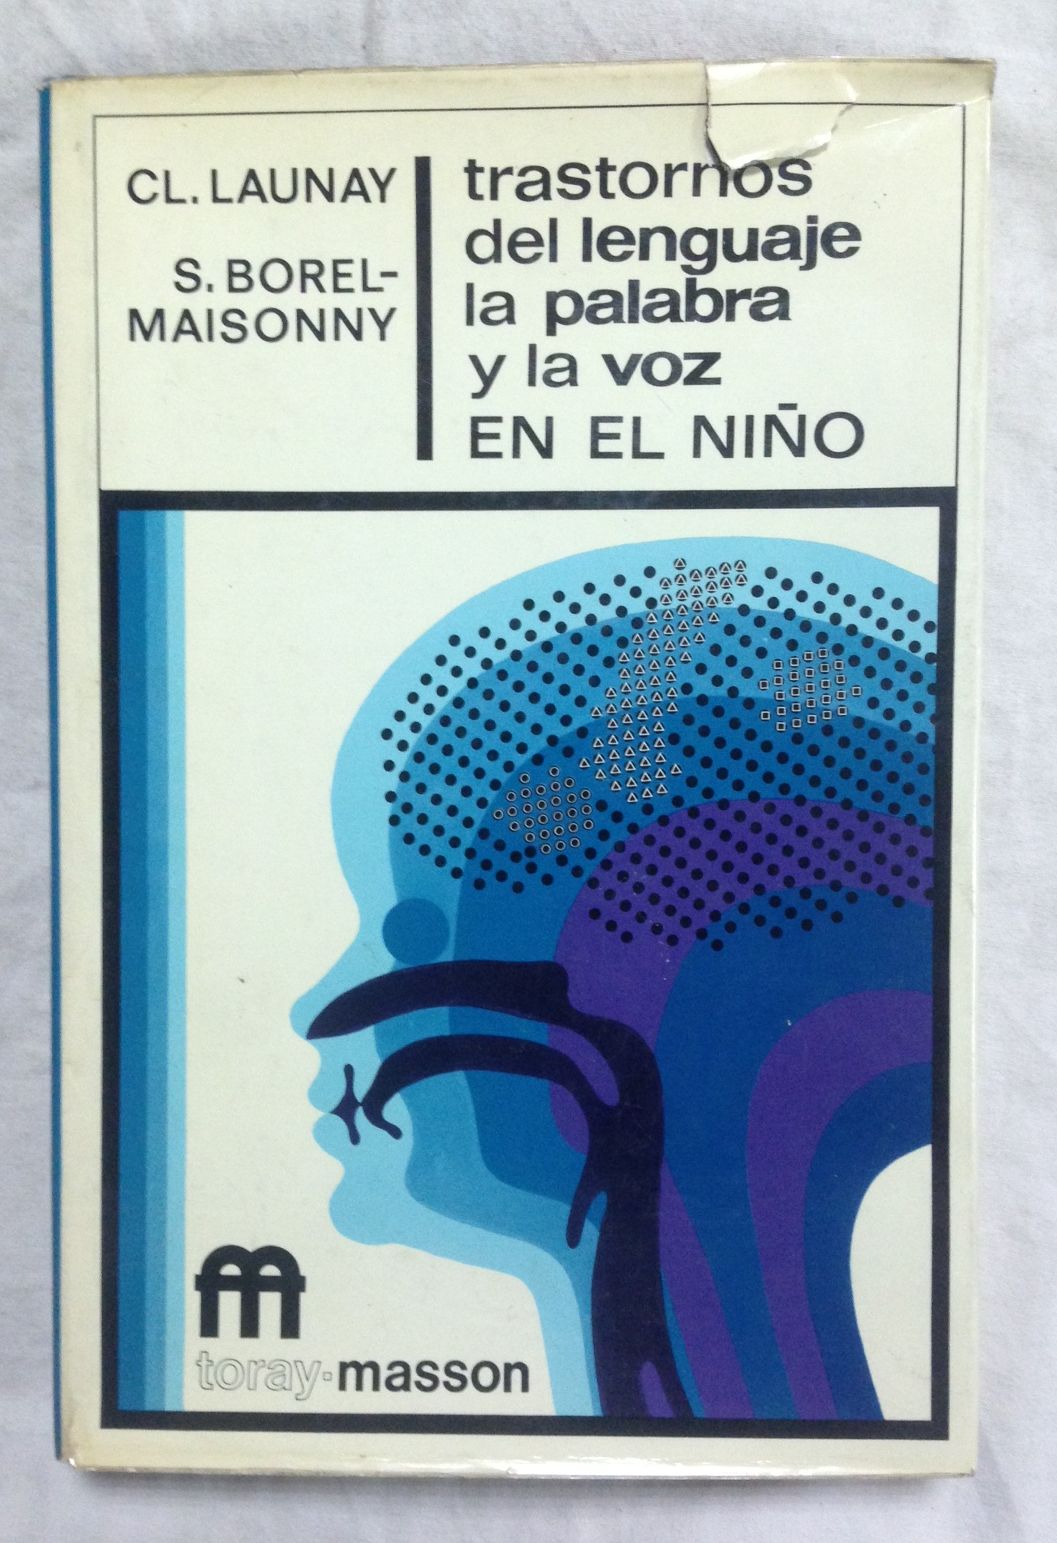 CL. LAUNAY
S. BOREL-
MAISONNY
trastornos
del lenguaje
la palabra
y la voz
EN EL NIÑO
toray-masson